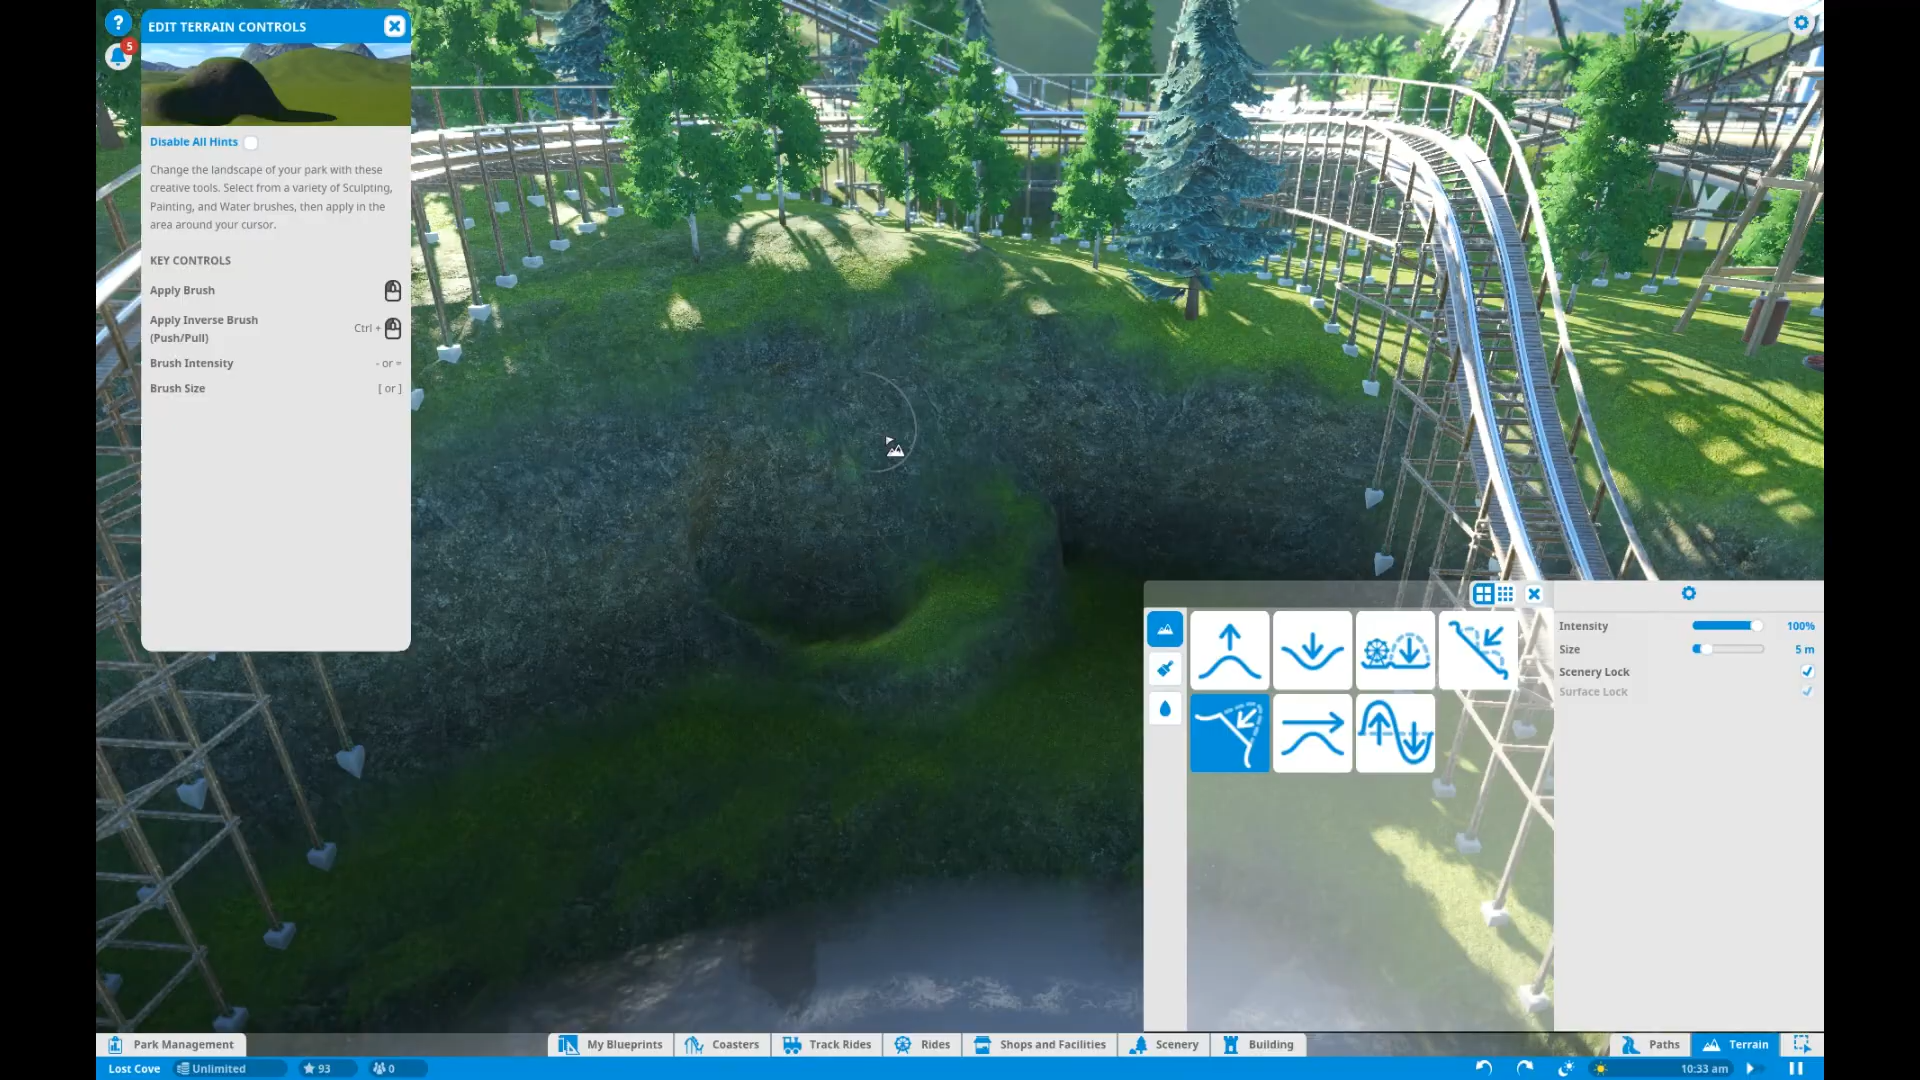 ?
5
EDIT TERRAIN CONTROLS
Disable All Hints
Change the landscape of your park with these
creative tools. Select from a variety of Sculpting,
Painting, and Water brushes, then apply in the
area around your cursor.
KEY CONTROLS
Apply Brush
Apply Inverse Brush
(Push/Pull)
Ctrl +
Brush Intensity
- or =
Brush Size
[ or ]
Intensity
100%
Size
5 m
Scenery Lock
Surface Lock
Park Management
My Blueprints
Coasters
Track Rides
Rides
Shops and Facilities
Scenery
Building
Paths
Terrain
Lost Cove
Unlimited
93
0
10:33 am